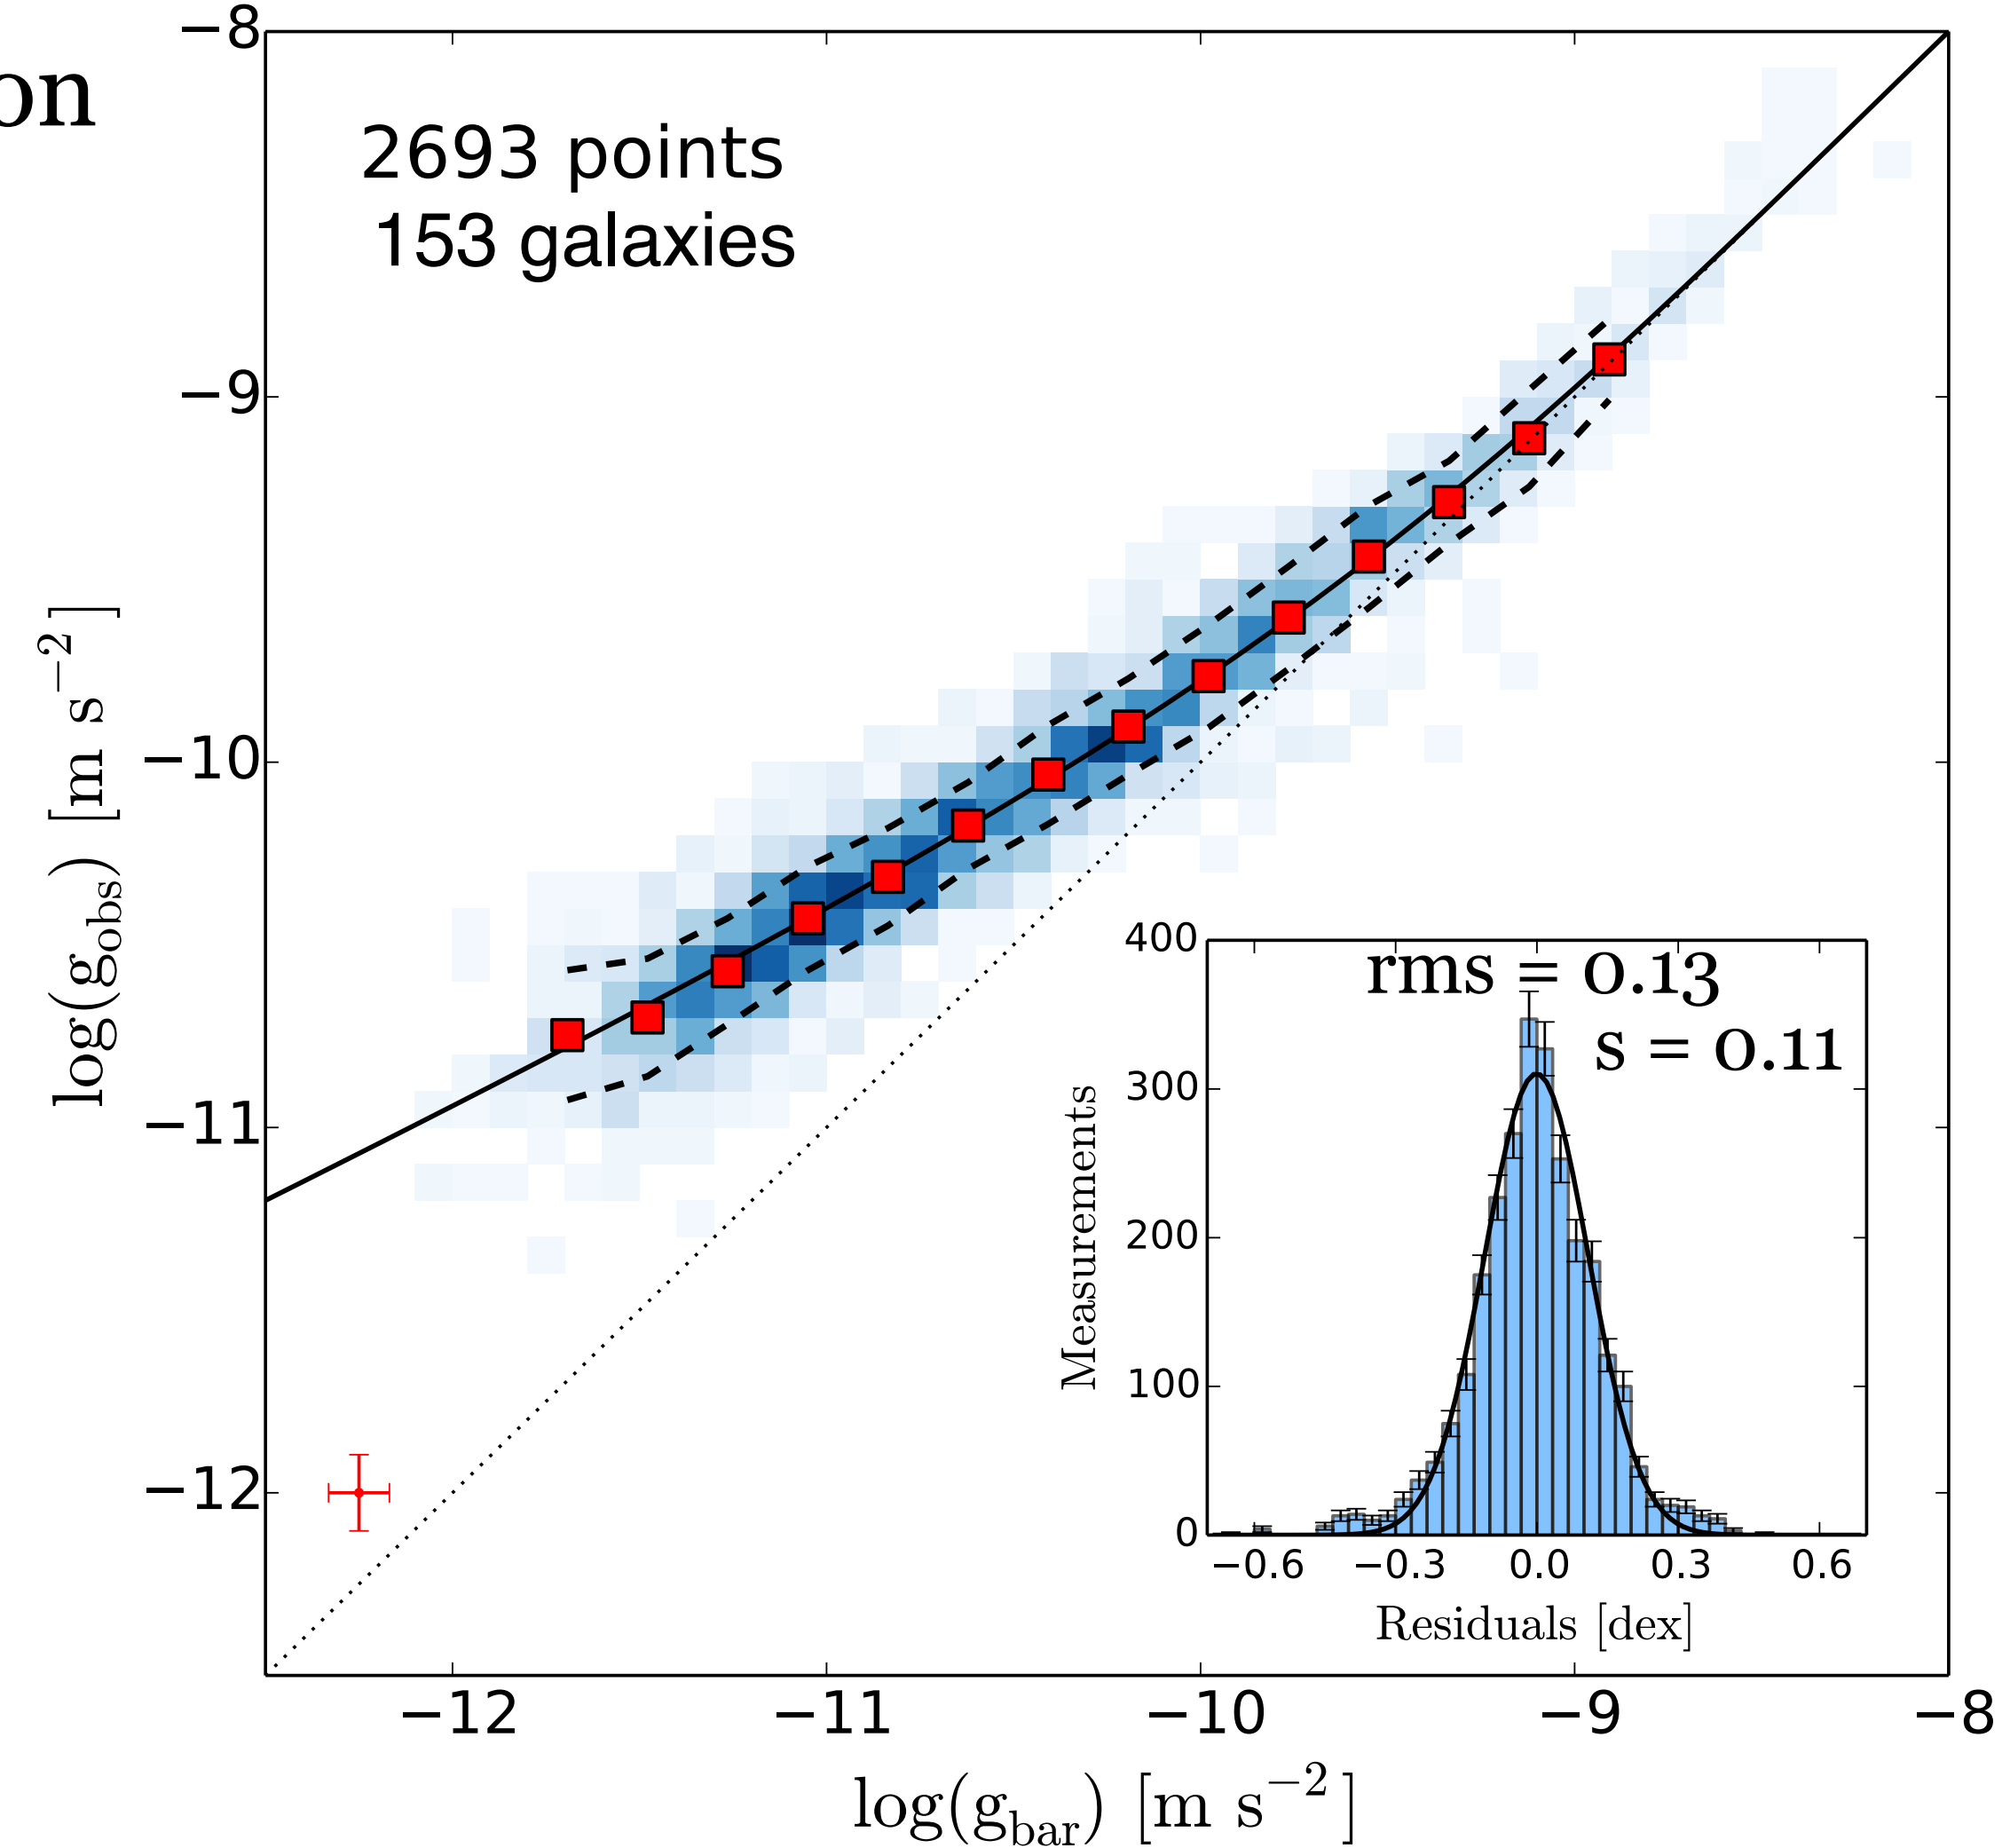 on
2693 points
153 galaxies
−8
−9
−10
−11
−12
log(g_obs) [m s^−2]
−12 −11 −10 −9 −8
log(g_bar) [m s^−2]
rms = 0.13
s = 0.11
400
300
200
100
0
Measurements
−0.6 −0.3 0.0 0.3 0.6
Residuals [dex]